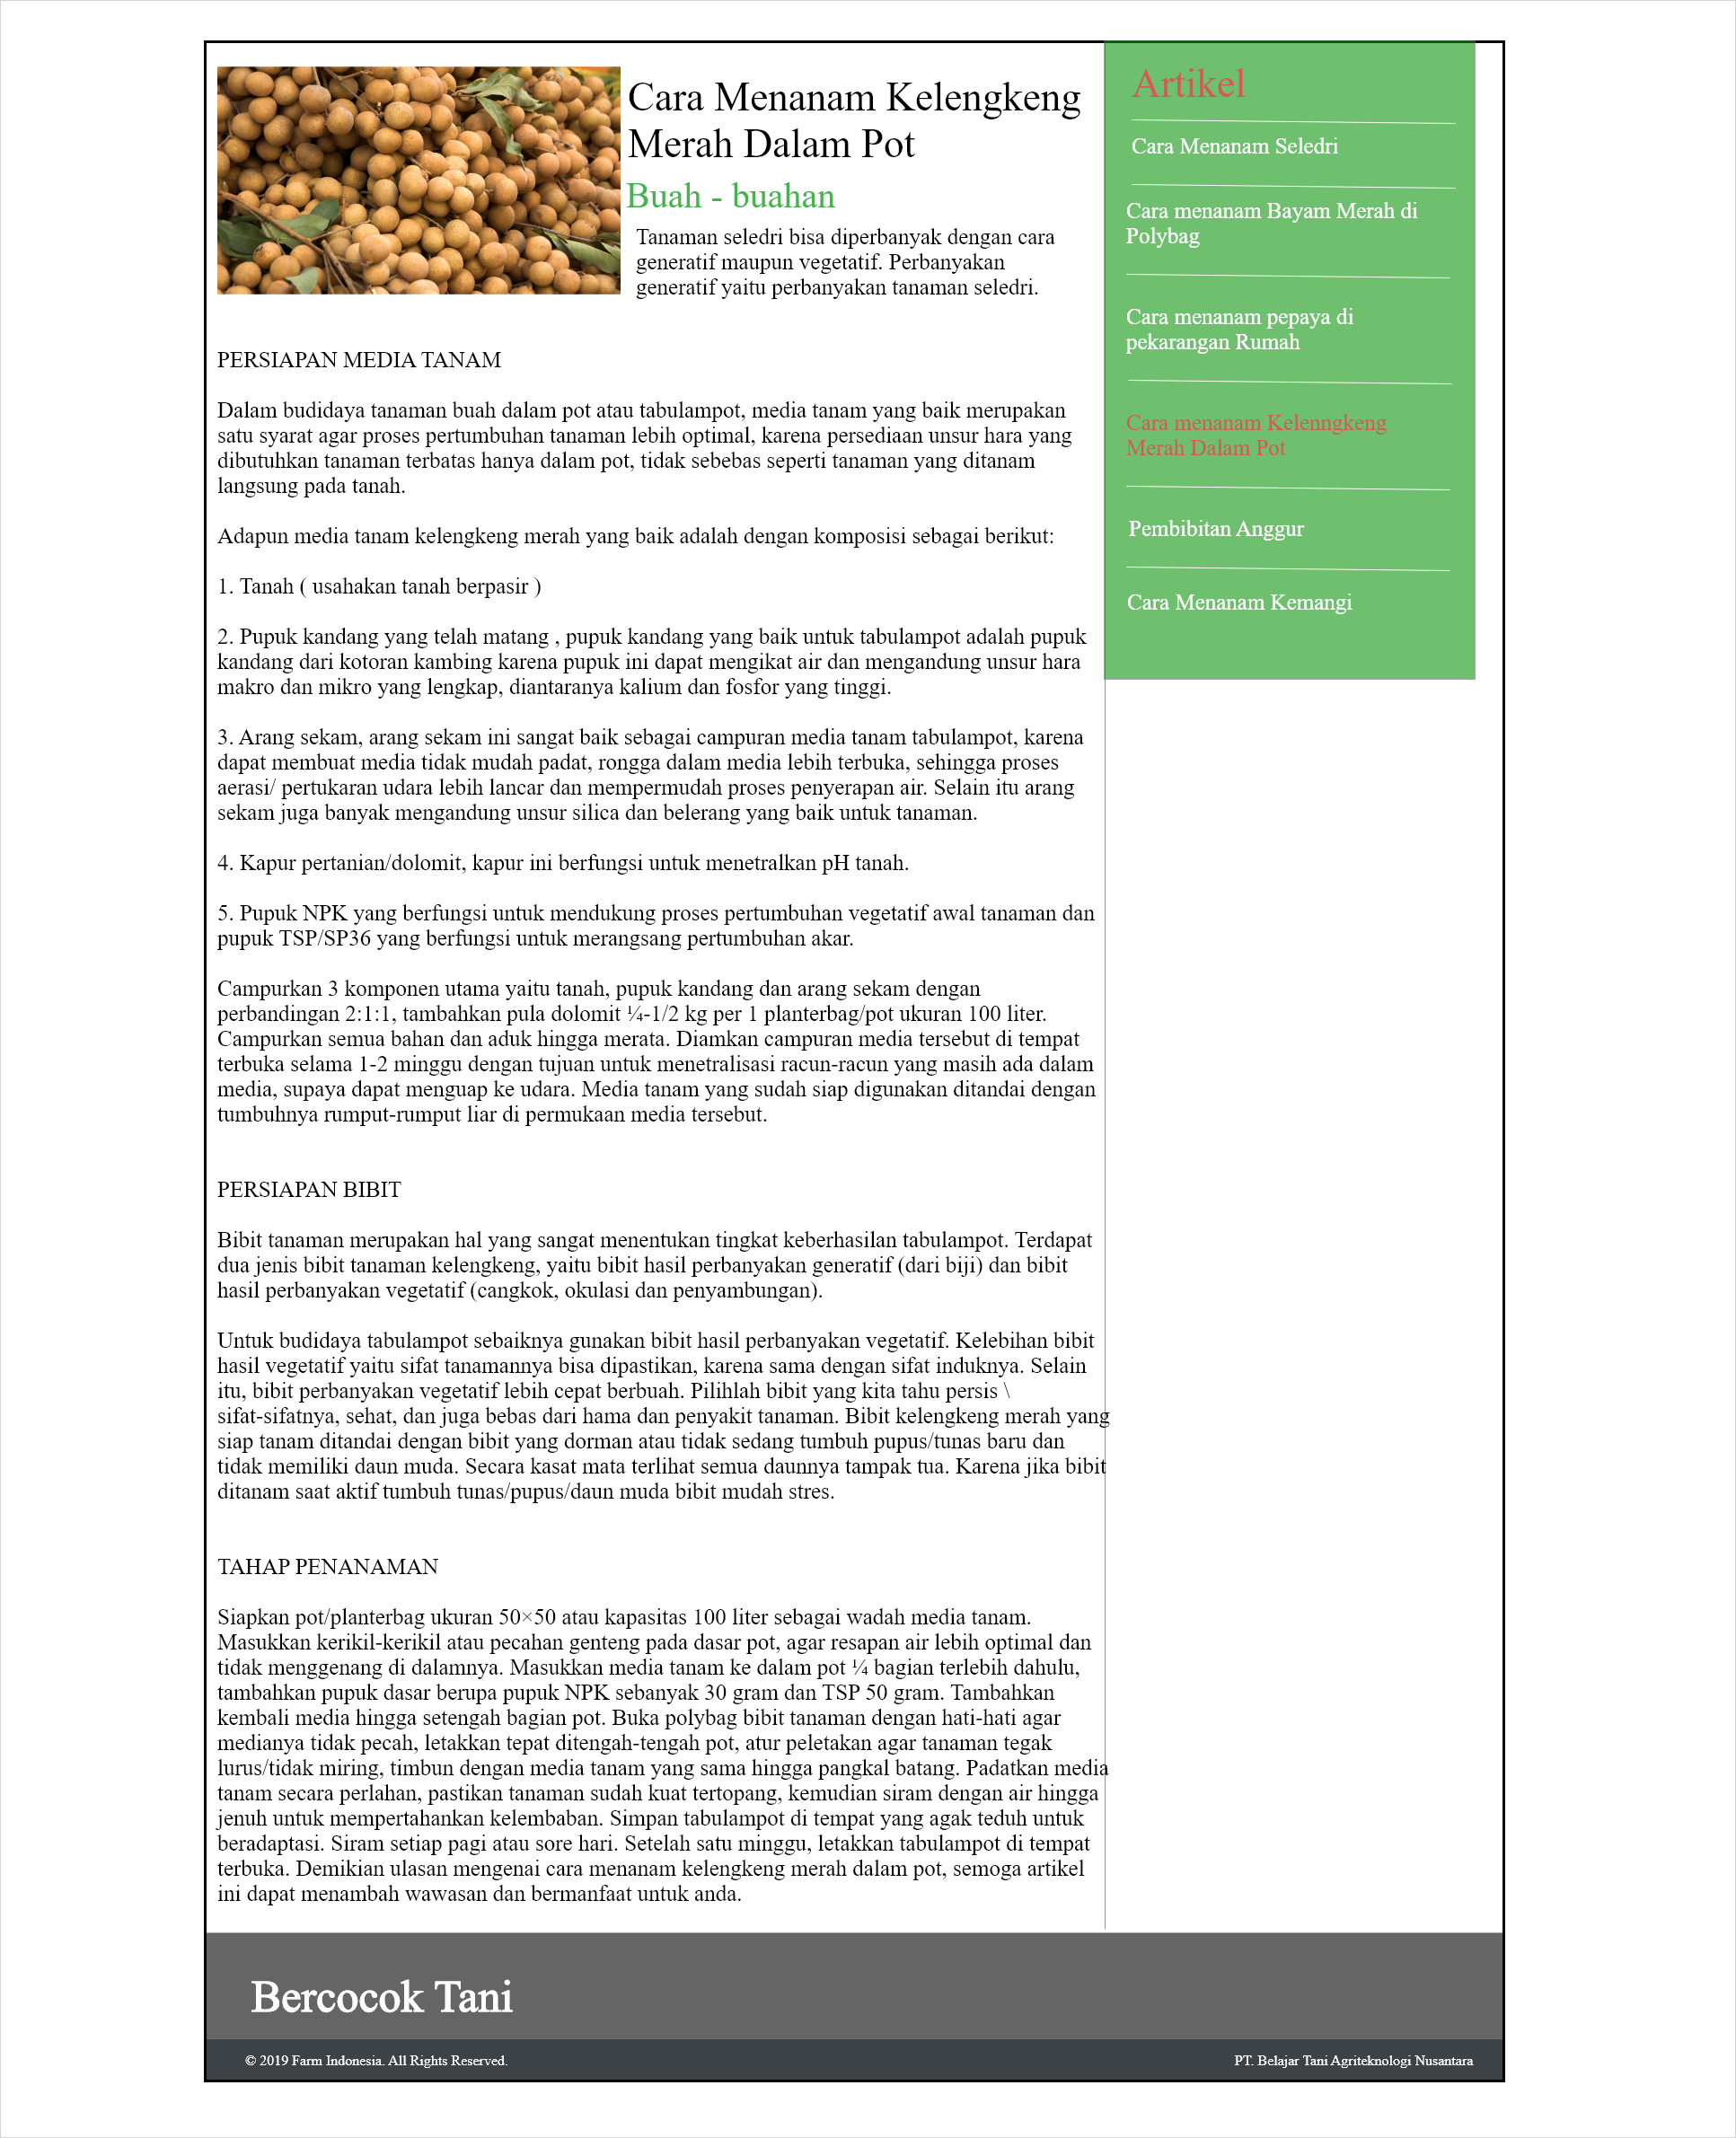 Cara Menanam Kelengkeng
Merah Dalam Pot
Buah - buahan
Tanaman seledri bisa diperbanyak dengan cara
generatif maupun vegetatif. Perbanyakan
generatif yaitu perbanyakan tanaman seledri.
PERSIAPAN MEDIA TANAM
Dalam budidaya tanaman buah dalam pot atau tabulampot, media tanam yang baik merupakan
satu syarat agar proses pertumbuhan tanaman lebih optimal, karena persediaan unsur hara yang
dibutuhkan tanaman terbatas hanya dalam pot, tidak sebebas seperti tanaman yang ditanam
langsung pada tanah.
Adapun media tanam kelengkeng merah yang baik adalah dengan komposisi sebagai berikut:
1. Tanah ( usahakan tanah berpasir )
2. Pupuk kandang yang telah matang , pupuk kandang yang baik untuk tabulampot adalah pupuk
kandang dari kotoran kambing karena pupuk ini dapat mengikat air dan mengandung unsur hara
makro dan mikro yang lengkap, diantaranya kalium dan fosfor yang tinggi.
3. Arang sekam, arang sekam ini sangat baik sebagai campuran media tanam tabulampot, karena
dapat membuat media tidak mudah padat, rongga dalam media lebih terbuka, sehingga proses
aerasi/ pertukaran udara lebih lancar dan mempermudah proses penyerapan air. Selain itu arang
sekam juga banyak mengandung unsur silica dan belerang yang baik untuk tanaman.
4. Kapur pertanian/dolomit, kapur ini berfungsi untuk menetralkan pH tanah.
5. Pupuk NPK yang berfungsi untuk mendukung proses pertumbuhan vegetatif awal tanaman dan
pupuk TSP/SP36 yang berfungsi untuk merangsang pertumbuhan akar.
Campurkan 3 komponen utama yaitu tanah, pupuk kandang dan arang sekam dengan
perbandingan 2:1:1, tambahkan pula dolomit ¼-1/2 kg per 1 planterbag/pot ukuran 100 liter.
Campurkan semua bahan dan aduk hingga merata. Diamkan campuran media tersebut di tempat
terbuka selama 1-2 minggu dengan tujuan untuk menetralisasi racun-racun yang masih ada dalam
media, supaya dapat menguap ke udara. Media tanam yang sudah siap digunakan ditandai dengan
tumbuhnya rumput-rumput liar di permukaan media tersebut.
PERSIAPAN BIBIT
Bibit tanaman merupakan hal yang sangat menentukan tingkat keberhasilan tabulampot. Terdapat
dua jenis bibit tanaman kelengkeng, yaitu bibit hasil perbanyakan generatif (dari biji) dan bibit
hasil perbanyakan vegetatif (cangkok, okulasi dan penyambungan).
Untuk budidaya tabulampot sebaiknya gunakan bibit hasil perbanyakan vegetatif. Kelebihan bibit
hasil vegetatif yaitu sifat tanamannya bisa dipastikan, karena sama dengan sifat induknya. Selain
itu, bibit perbanyakan vegetatif lebih cepat berbuah. Pilihlah bibit yang kita tahu persis \
sifat-sifatnya, sehat, dan juga bebas dari hama dan penyakit tanaman. Bibit kelengkeng merah yang
siap tanam ditandai dengan bibit yang dorman atau tidak sedang tumbuh pupus/tunas baru dan
tidak memiliki daun muda. Secara kasat mata terlihat semua daunnya tampak tua. Karena jika bibit
ditanam saat aktif tumbuh tunas/pupus/daun muda bibit mudah stres.
TAHAP PENANAMAN
Siapkan pot/planterbag ukuran 50×50 atau kapasitas 100 liter sebagai wadah media tanam.
Masukkan kerikil-kerikil atau pecahan genteng pada dasar pot, agar resapan air lebih optimal dan
tidak menggenang di dalamnya. Masukkan media tanam ke dalam pot ¼ bagian terlebih dahulu,
tambahkan pupuk dasar berupa pupuk NPK sebanyak 30 gram dan TSP 50 gram. Tambahkan
kembali media hingga setengah bagian pot. Buka polybag bibit tanaman dengan hati-hati agar
medianya tidak pecah, letakkan tepat ditengah-tengah pot, atur peletakan agar tanaman tegak
lurus/tidak miring, timbun dengan media tanam yang sama hingga pangkal batang. Padatkan media
tanam secara perlahan, pastikan tanaman sudah kuat tertopang, kemudian siram dengan air hingga
jenuh untuk mempertahankan kelembaban. Simpan tabulampot di tempat yang agak teduh untuk
beradaptasi. Siram setiap pagi atau sore hari. Setelah satu minggu, letakkan tabulampot di tempat
terbuka. Demikian ulasan mengenai cara menanam kelengkeng merah dalam pot, semoga artikel
ini dapat menambah wawasan dan bermanfaat untuk anda.
Artikel
Cara Menanam Seledri
Cara menanam Bayam Merah di
Polybag
Cara menanam pepaya di
pekarangan Rumah
Cara menanam Kelenngkeng
Merah Dalam Pot
Pembibitan Anggur
Cara Menanam Kemangi
Bercocok Tani
© 2019 Farm Indonesia. All Rights Reserved.
PT. Belajar Tani Agriteknologi Nusantara